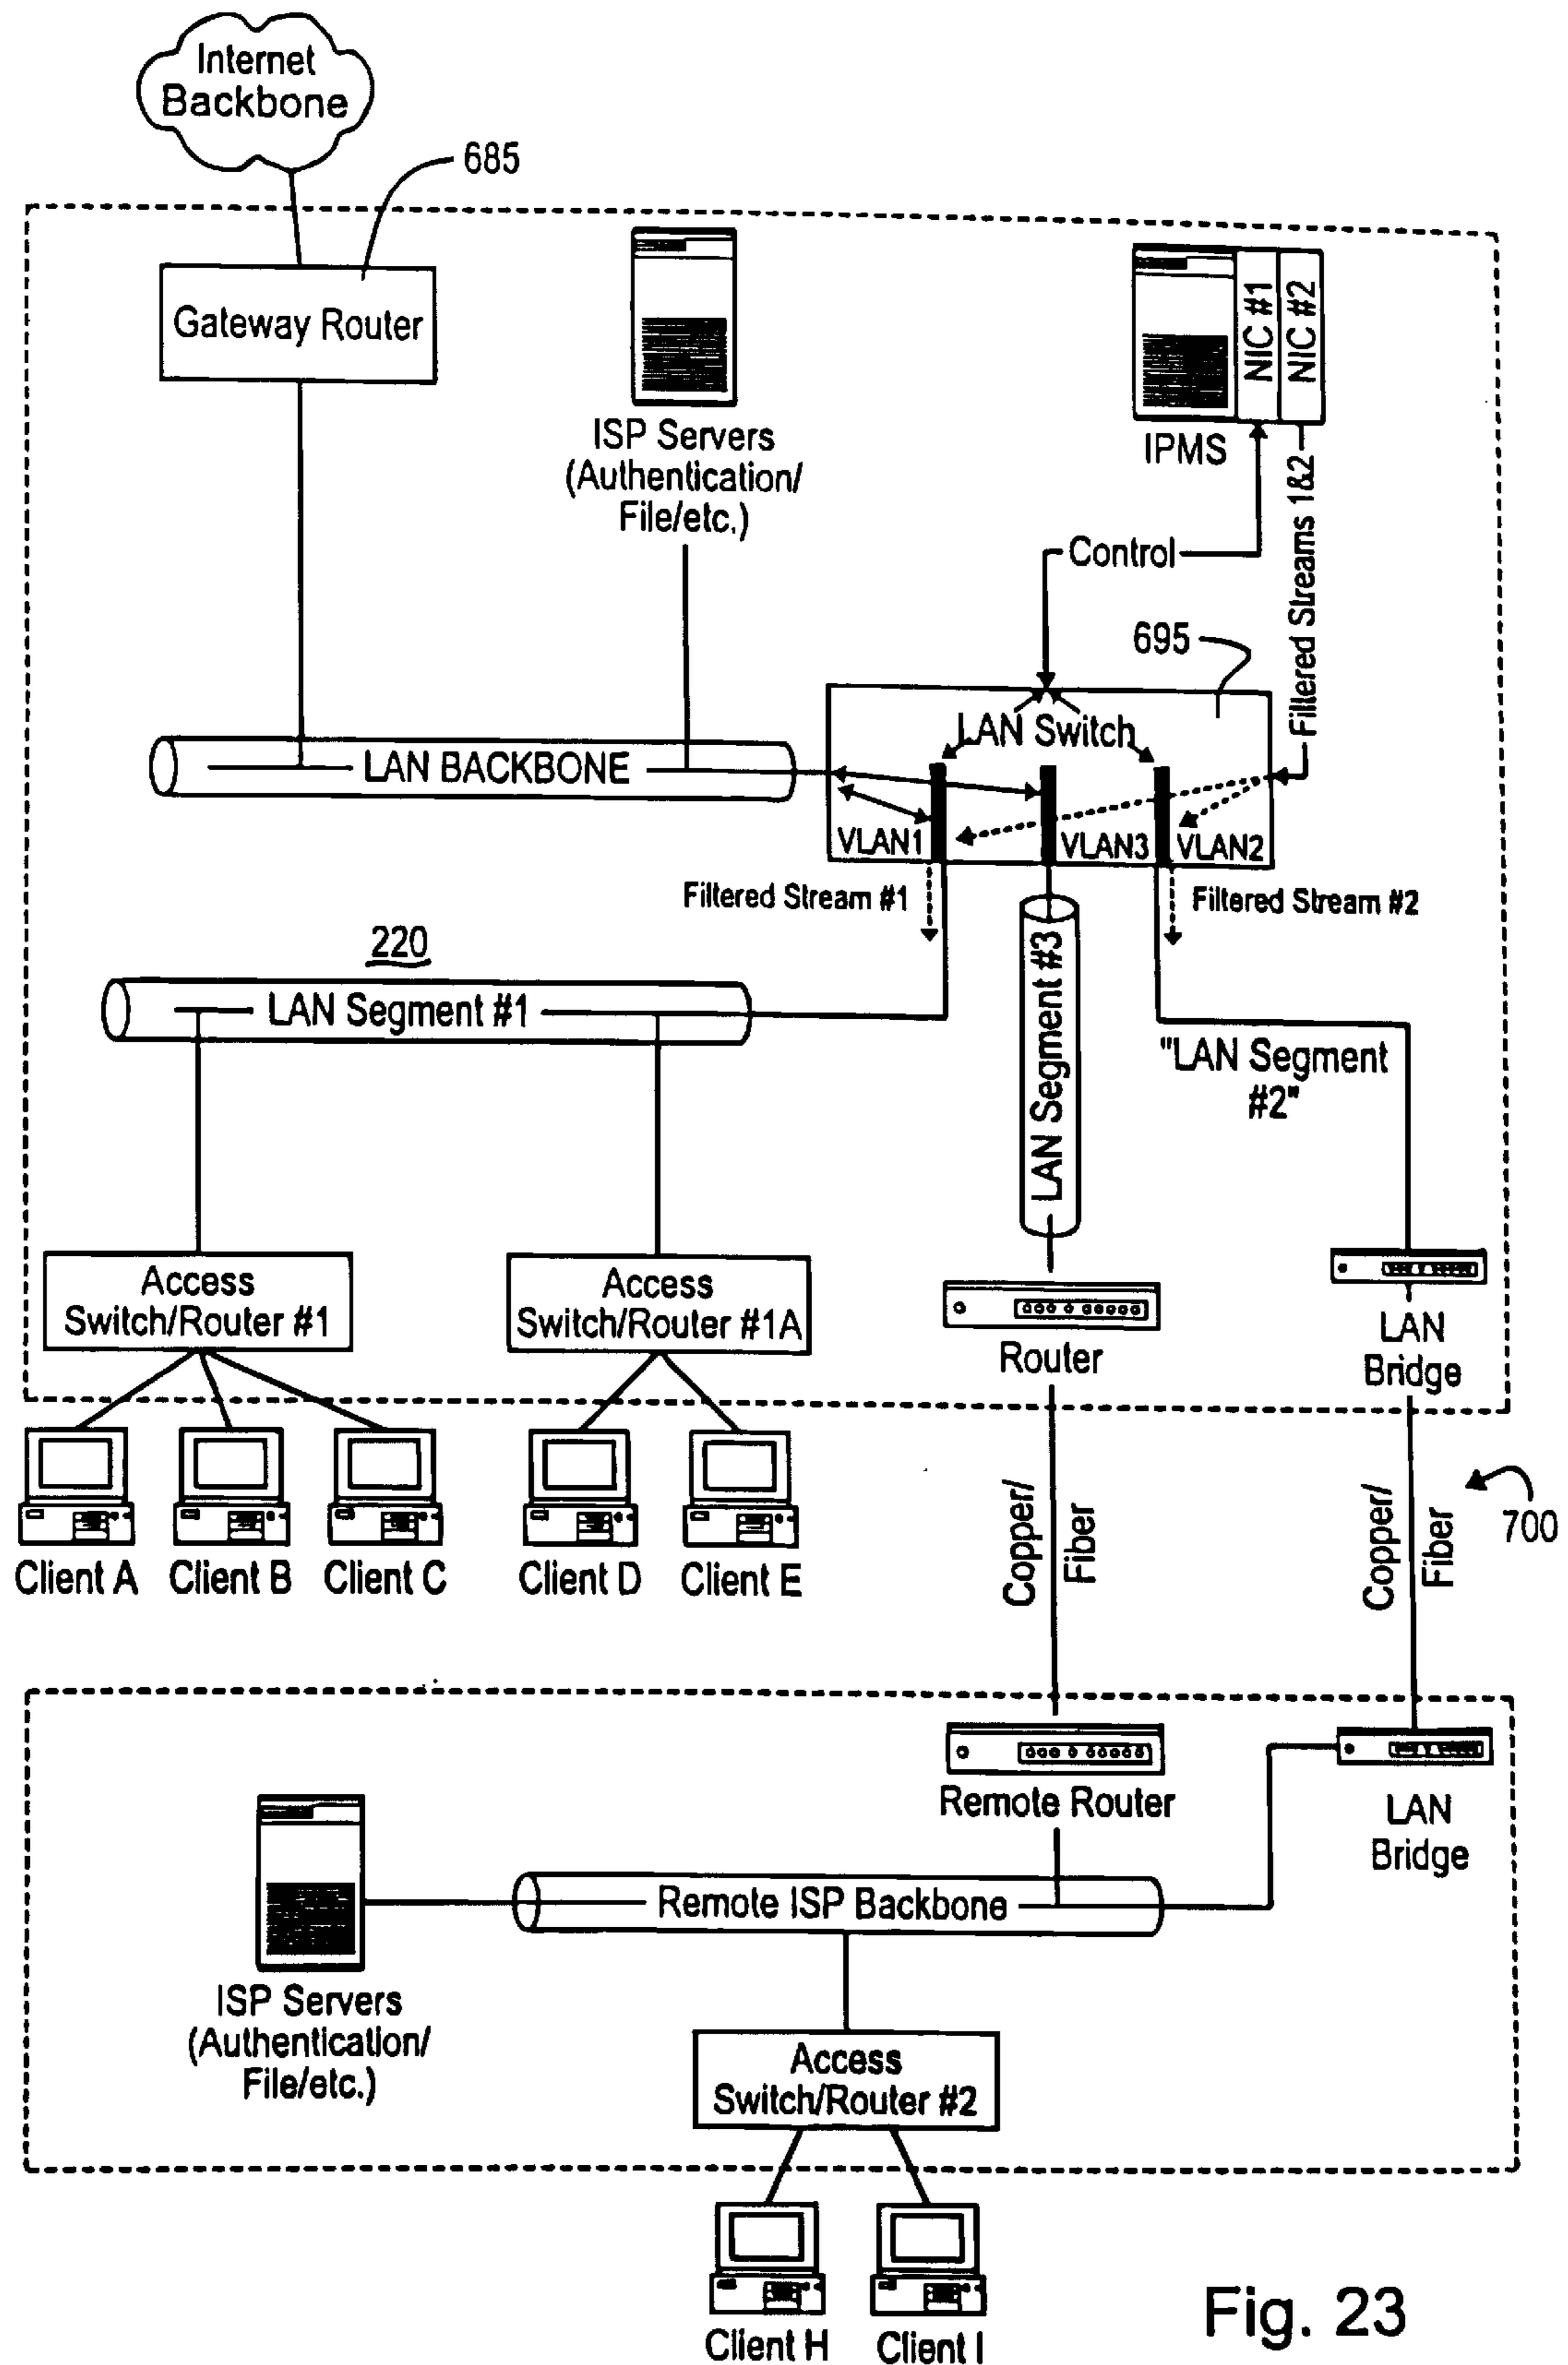 Internet
Backbone
685
Gateway Router
ISP Servers
(Authentication/
File/etc.)
NIC #1
NIC #2
IPMS
Control
Filtered Streams 1&2
695
LAN Switch
LAN BACKBONE
VLAN1
VLAN3
VLAN2
Filtered Stream #1
Filtered Stream #2
220
LAN Segment #1
LAN Segment #3
"LAN Segment
#2"
Access
Switch/Router #1
Access
Switch/Router #1A
Router
LAN
Bridge
Client A
Client B
Client C
Client D
Client E
Copper/
Fiber
Copper/
Fiber
700
Remote Router
LAN
Bridge
Remote ISP Backbone
ISP Servers
(Authentication/
File/etc.)
Access
Switch/Router #2
Client H
Client I
Fig. 23